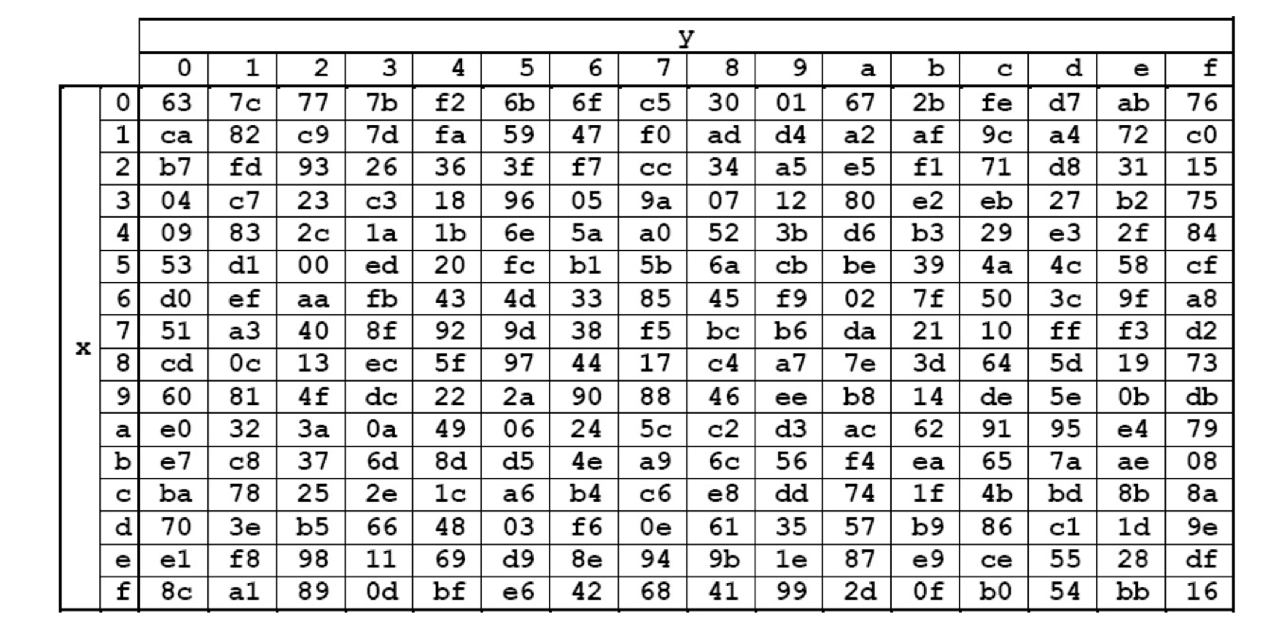 y
0 1 2 3 4 5 6 7 8 9 a b c d e f
0 63 7c 77 7b f2 6b 6f c5 30 01 67 2b fe d7 ab 76
1 ca 82 c9 7d fa 59 47 f0 ad d4 a2 af 9c a4 72 c0
2 b7 fd 93 26 36 3f f7 cc 34 a5 e5 f1 71 d8 31 15
3 04 c7 23 c3 18 96 05 9a 07 12 80 e2 eb 27 b2 75
4 09 83 2c 1a 1b 6e 5a a0 52 3b d6 b3 29 e3 2f 84
5 53 d1 00 ed 20 fc b1 5b 6a cb be 39 4a 4c 58 cf
6 d0 ef aa fb 43 4d 33 85 45 f9 02 7f 50 3c 9f a8
7 51 a3 40 8f 92 9d 38 f5 bc b6 da 21 10 ff f3 d2
x
8 cd 0c 13 ec 5f 97 44 17 c4 a7 7e 3d 64 5d 19 73
9 60 81 4f dc 22 2a 90 88 46 ee b8 14 de 5e 0b db
a e0 32 3a 0a 49 06 24 5c c2 d3 ac 62 91 95 e4 79
b e7 c8 37 6d 8d d5 4e a9 6c 56 f4 ea 65 7a ae 08
c ba 78 25 2e 1c a6 b4 c6 e8 dd 74 1f 4b bd 8b 8a
d 70 3e b5 66 48 03 f6 0e 61 35 57 b9 86 c1 1d 9e
e e1 f8 98 11 69 d9 8e 94 9b 1e 87 e9 ce 55 28 df
f 8c a1 89 0d bf e6 42 68 41 99 2d 0f b0 54 bb 16